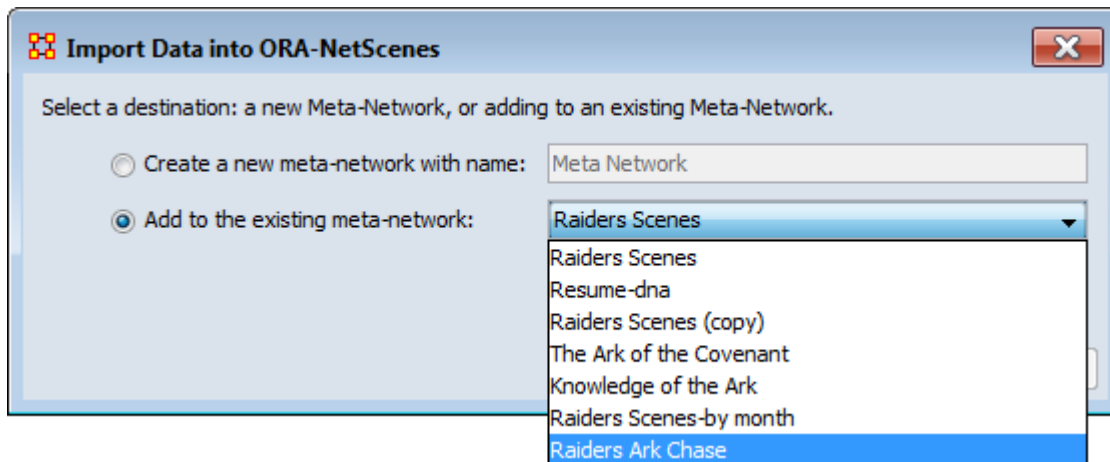 Import Data into ORA-NetScenes
Select a destination: a new Meta-Network, or adding to an existing Meta-Network.
Create a new meta-network with name: Meta Network
Add to the existing meta-network: Raiders Scenes
Raiders Scenes
Resume-dna
Raiders Scenes (copy)
The Ark of the Covenant
Knowledge of the Ark
Raiders Scenes-by month
Raiders Ark Chase